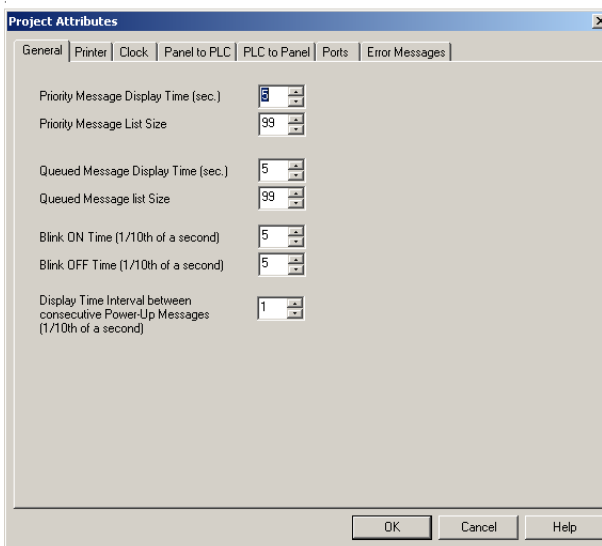 Project Attributes
General Printer Clock Panel to PLC PLC to Panel Ports Error Messages
Priority Message Display Time (sec.) 5
Priority Message List Size 99
Queued Message Display Time (sec.) 5
Queued Message list Size 99
Blink ON Time (1/10th of a second) 5
Blink OFF Time (1/10th of a second) 5
Display Time Interval between 1
consecutive Power-Up Messages
(1/10th of a second)
OK Cancel Help